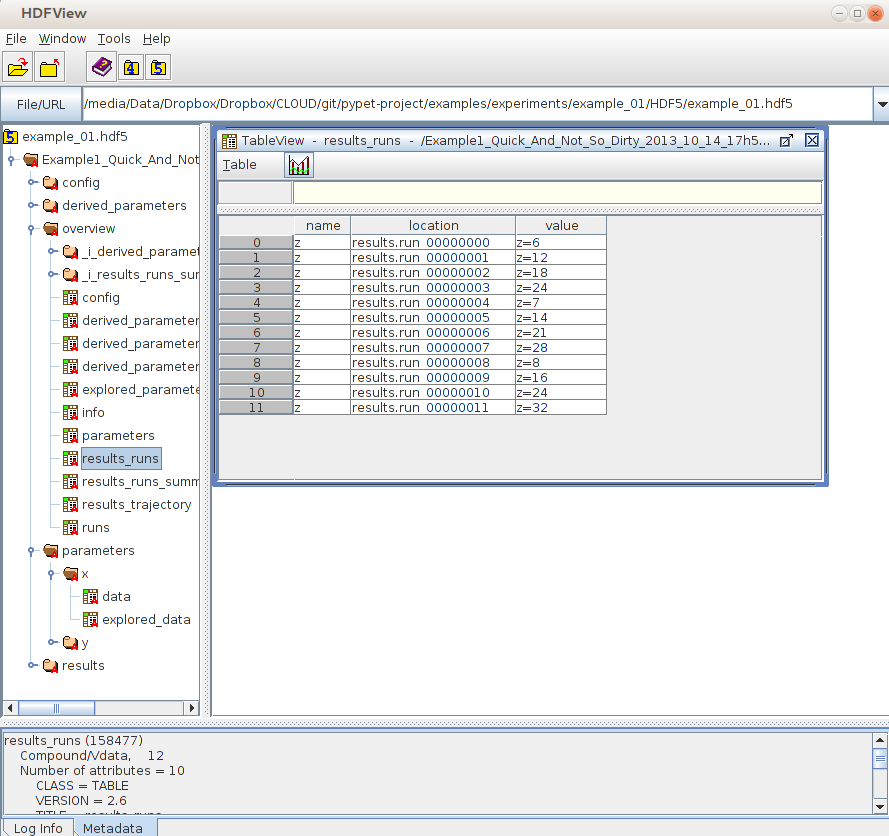 HDFView
File Window Tools Help
4 5
File/URL /media/Data/Dropbox/Dropbox/CLOUD/git/pypet-project/examples/experiments/example_01/HDF5/example_01.hdf5
5 example_01.hdf5
Example1_Quick_And_Not
config
derived_parameters
overview
_i_derived_paramet
_i_results_runs_sur
config
derived_parameter
derived_parameter
derived_parameter
explored_paramete
info
parameters
results_runs
results_runs_summ
results_trajectory
runs
parameters
x
data
explored_data
y
results
TableView - results_runs - /Example1_Quick_And_Not_So_Dirty_2013_10_14_17h5...
Table
name location value
0 z results.run_00000000 z=6
1 z results.run_00000001 z=12
2 z results.run_00000002 z=18
3 z results.run_00000003 z=24
4 z results.run_00000004 z=7
5 z results.run_00000005 z=14
6 z results.run_00000006 z=21
7 z results.run_00000007 z=28
8 z results.run_00000008 z=8
9 z results.run_00000009 z=16
10 z results.run_00000010 z=24
11 z results.run_00000011 z=32
results_runs (158477)
Compound/Vdata, 12
Number of attributes = 10
CLASS = TABLE
VERSION = 2.6
TITLE = results_runs
Log Info Metadata